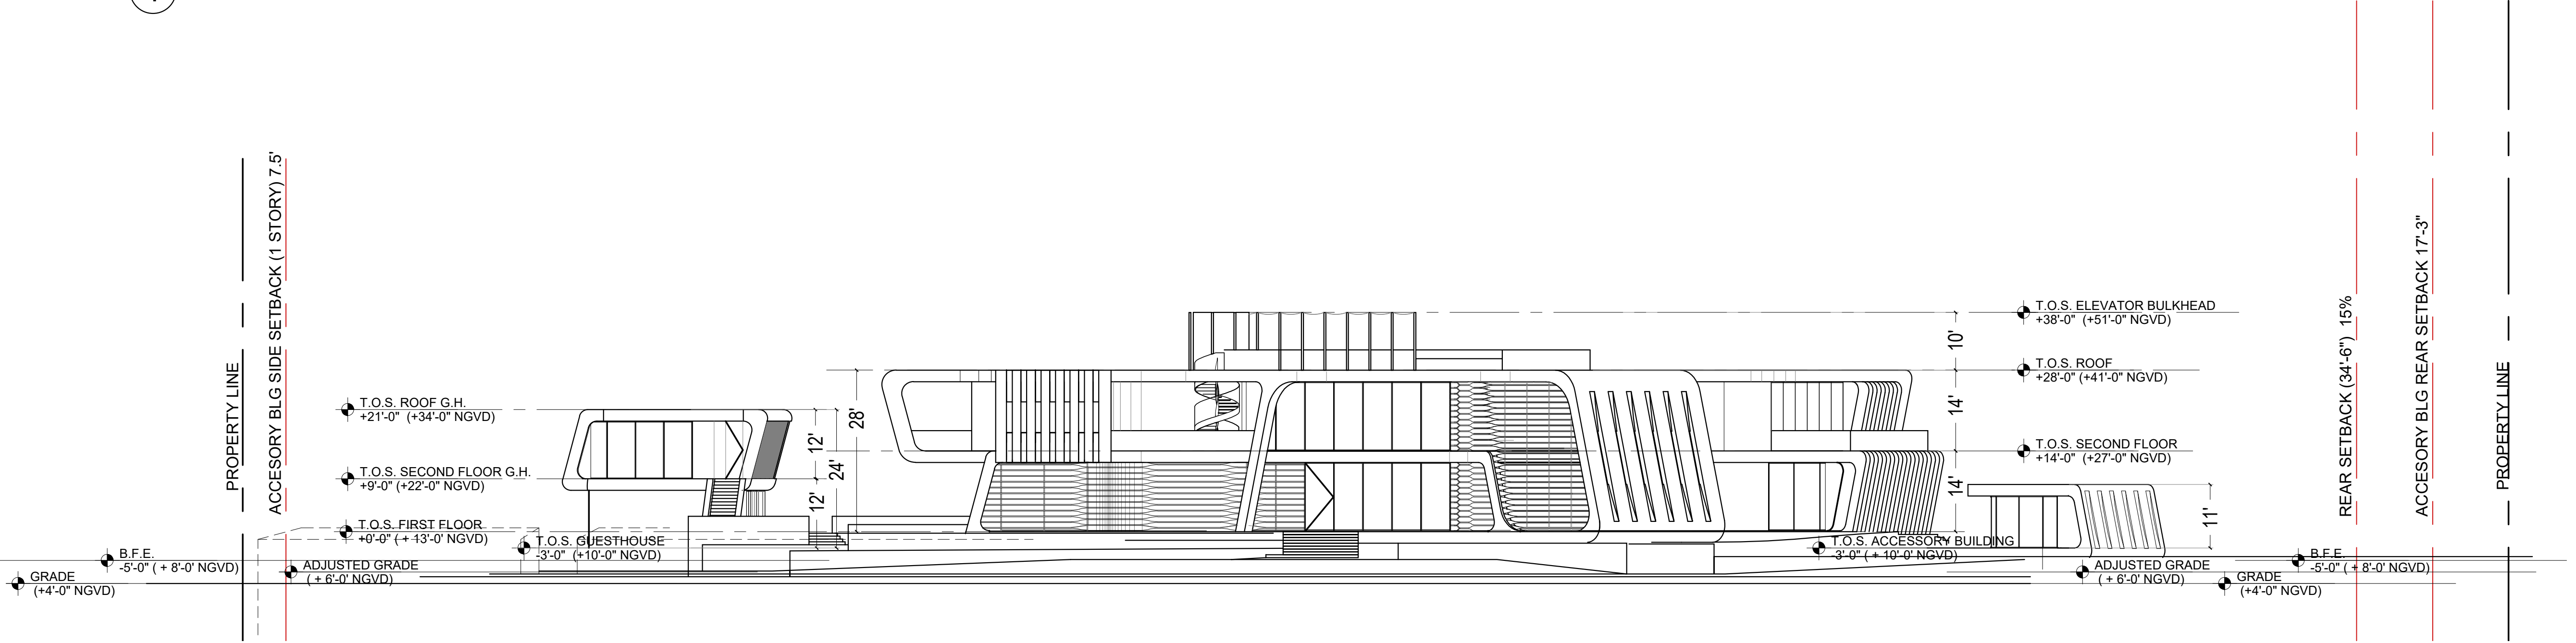 PROPERTY LINE
ACCESORY BLG SIDE SETBACK (1 STORY) 7.5'
T.O.S. ROOF G.H.
+21'-0" (+34'-0" NGVD)
T.O.S. SECOND FLOOR G.H.
+9'-0" (+22'-0" NGVD)
T.O.S. FIRST FLOOR
+0'-0" ( + 13'-0' NGVD)
B.F.E.
-5'-0" ( + 8'-0' NGVD)
GRADE
(+4'-0" NGVD)
ADJUSTED GRADE
( + 6'-0' NGVD)
T.O.S. GUESTHOUSE
-3'-0" (+10'-0" NGVD)
12'
12'
24'
28'
10'
14'
14'
T.O.S. ELEVATOR BULKHEAD
+38'-0" (+51'-0" NGVD)
T.O.S. ROOF
+28'-0" (+41'-0" NGVD)
T.O.S. SECOND FLOOR
+14'-0" (+27'-0" NGVD)
T.O.S. ACCESSORY BUILDING
-3'-0" ( + 10'-0" NGVD)
11'
ADJUSTED GRADE
( + 6'-0' NGVD)
GRADE
(+4'-0" NGVD)
B.F.E.
-5'-0" ( + 8'-0' NGVD)
REAR SETBACK (34'-6") 15%
ACCESORY BLG REAR SETBACK 17'-3"
PROPERTY LINE